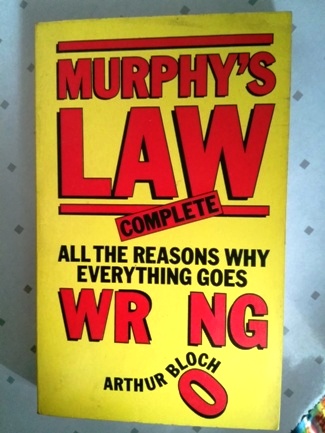 MURPHY'S
LAW
COMPLETE
ALL THE REASONS WHY
EVERYTHING GOES
WR NG
ARTHUR BLOCH
O